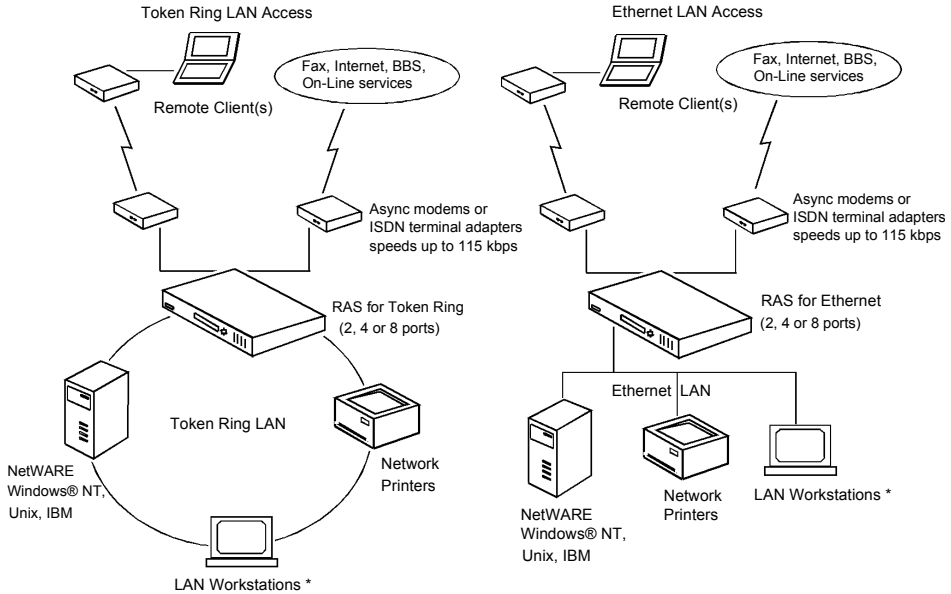 Token Ring LAN Access
Fax, Internet, BBS,
On-Line services
Remote Client(s)
Async modems or
ISDN terminal adapters
speeds up to 115 kbps
RAS for Token Ring
(2, 4 or 8 ports)
Token Ring LAN
NetWARE
Windows® NT,
Unix, IBM
Network
Printers
LAN Workstations *
Ethernet LAN Access
Fax, Internet, BBS,
On-Line services
Remote Client(s)
Async modems or
ISDN terminal adapters
speeds up to 115 kbps
RAS for Ethernet
(2, 4 or 8 ports)
Ethernet LAN
NetWARE
Windows® NT,
Unix, IBM
Network
Printers
LAN Workstations *